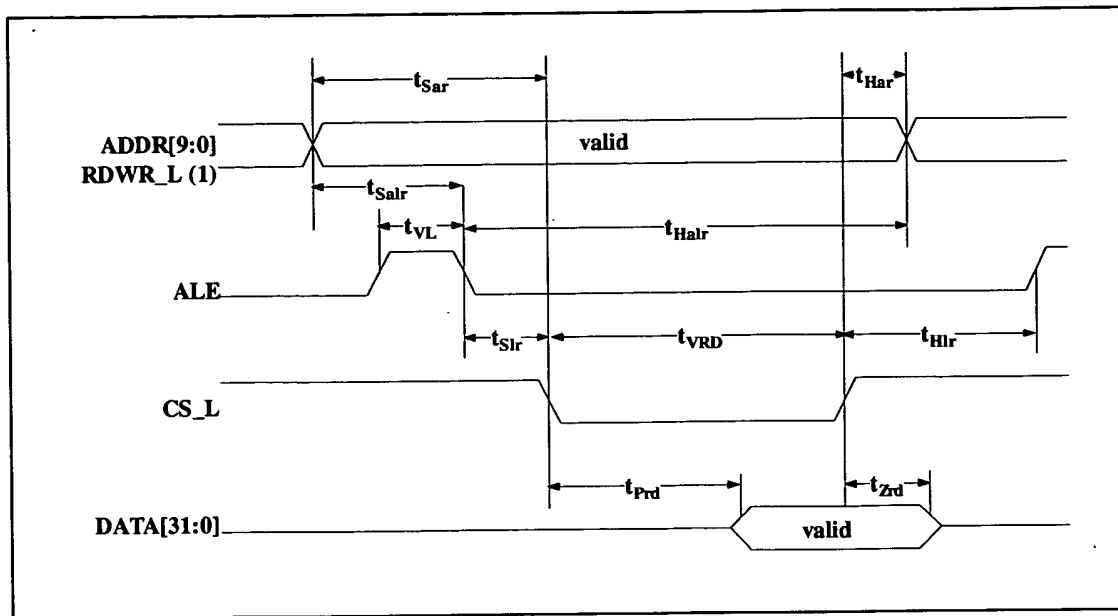 tSar
tHar
ADDR[9:0]
valid
RDWR_L (1)
tSalr
tVL
tHalr
ALE
tSlr
tVRD
tHlr
CS_L
tPrd
tZrd
DATA[31:0]
valid